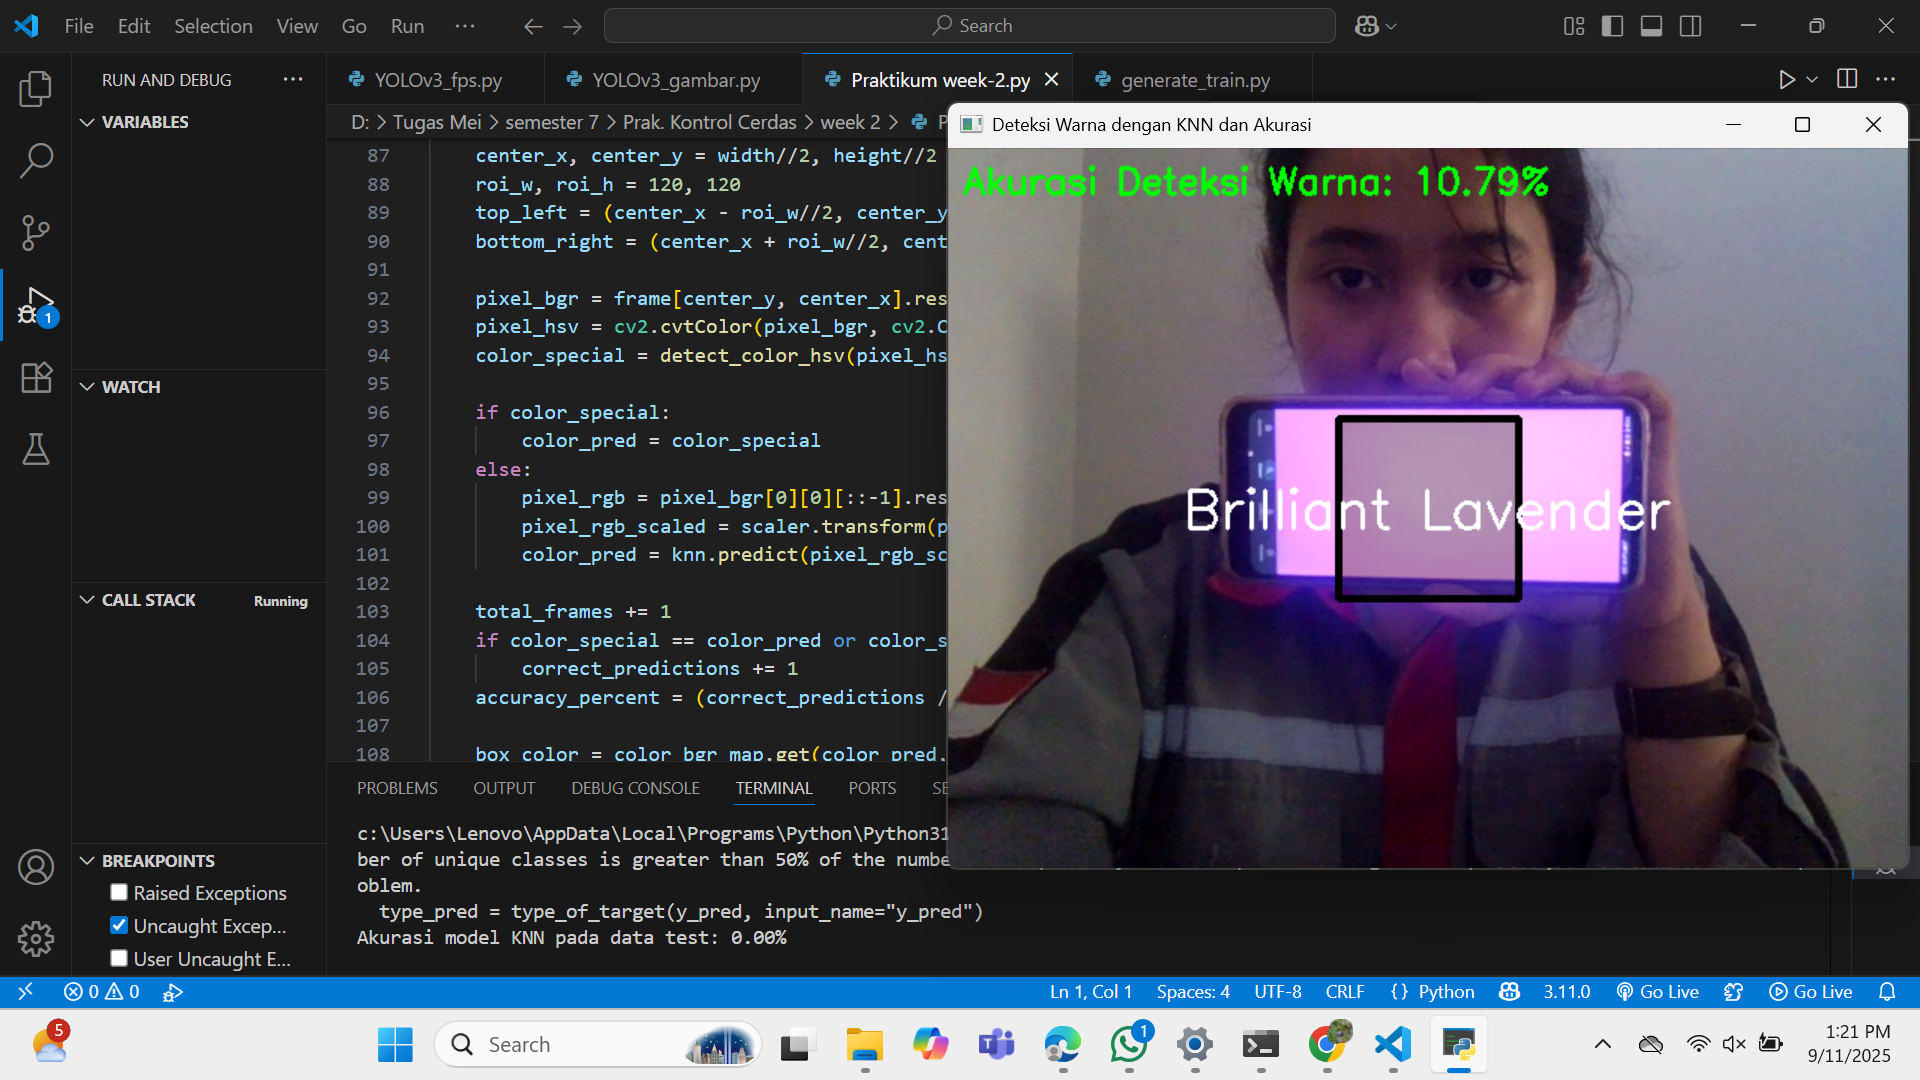 File Edit Selection View Go Run ···
Search
RUN AND DEBUG ···
YOLOv3_fps.py
YOLOv3_gambar.py
Praktikum week-2.py
generate_train.py
VARIABLES
D: > Tugas Mei > semester 7 > Prak. Kontrol Cerdas > week 2 > P
Deteksi Warna dengan KNN dan Akurasi
Akurasi Deteksi Warna: 10.79%
Brilliant Lavender
87 center_x, center_y = width//2, height//2
88 roi_w, roi_h = 120, 120
89 top_left = (center_x - roi_w//2, center_y
90 bottom_right = (center_x + roi_w//2, cent
91
92 pixel_bgr = frame[center_y, center_x].res
93 pixel_hsv = cv2.cvtColor(pixel_bgr, cv2.C
94 color_special = detect_color_hsv(pixel_hs
95
96 if color_special:
97 color_pred = color_special
98 else:
99 pixel_rgb = pixel_bgr[0][0][::-1].res
100 pixel_rgb_scaled = scaler.transform(p
101 color_pred = knn.predict(pixel_rgb_sc
102
103 total_frames += 1
104 if color_special == color_pred or color_s
105 correct_predictions += 1
106 accuracy_percent = (correct_predictions /
107
108 box_color = color_bgr_map.get(color_pred,
WATCH
CALL STACK
Running
BREAKPOINTS
Raised Exceptions
Uncaught Excep...
User Uncaught E...
PROBLEMS OUTPUT DEBUG CONSOLE TERMINAL PORTS SE
c:\Users\Lenovo\AppData\Local\Programs\Python\Python31
ber of unique classes is greater than 50% of the numbe
oblem.
type_pred = type_of_target(y_pred, input_name="y_pred")
Akurasi model KNN pada data test: 0.00%
1
0 0
Ln 1, Col 1 Spaces: 4 UTF-8 CRLF {} Python 3.11.0 Go Live Go Live
5
Search
1
1:21 PM
9/11/2025